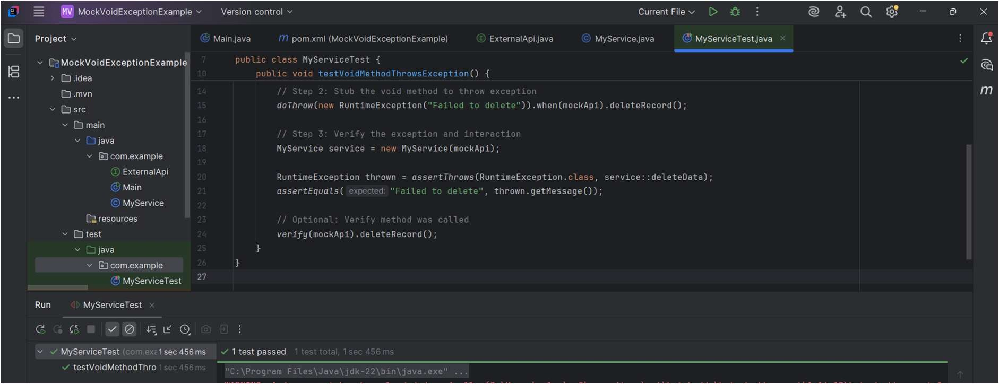 MV MockVoidExceptionExample Version control Current File
Project Main.java m pom.xml (MockVoidExceptionExample) ExternalApi.java MyService.java MyServiceTest.java
MockVoidExceptionExample
.idea
.mvn
src
main
java
com.example
ExternalApi
Main
MyService
resources
test
java
com.example
MyServiceTest
7 public class MyServiceTest {
10 public void testVoidMethodThrowsException() {
14 // Step 2: Stub the void method to throw exception
15 doThrow(new RuntimeException("Failed to delete")).when(mockApi).deleteRecord();
16
17 // Step 3: Verify the exception and interaction
18 MyService service = new MyService(mockApi);
19
20 RuntimeException thrown = assertThrows(RuntimeException.class, service::deleteData);
21 assertEquals( expected: "Failed to delete", thrown.getMessage());
22
23 // Optional: Verify method was called
24 verify(mockApi).deleteRecord();
25 }
26 }
27
m
Run MyServiceTest
MyServiceTest (com.exa 1 sec 456 ms
testVoidMethodThro 1 sec 456 ms
1 test passed 1 test total, 1 sec 456 ms
"C:\Program Files\Java\jdk-22\bin\java.exe" ...